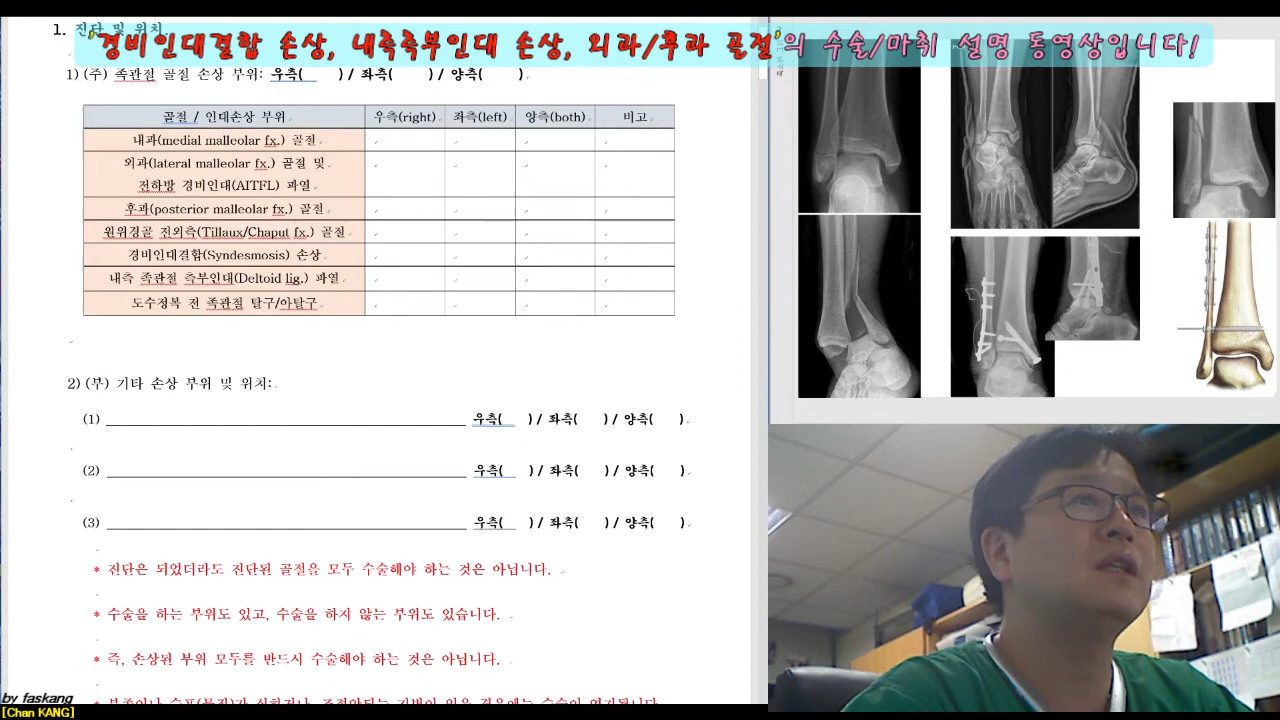 1. 진단 및 위치
'경비인대결합 손상, 내측측부인대 손상, 외과/후과 골절'의 수술/마취 설명 동영상입니다!
1) (주) 족관절 골절 손상 부위: 우측( ) / 좌측( ) / 양측( )
골절 / 인대손상 부위 우측(right) 좌측(left) 양측(both) 비고
내과(medial malleolar fx.) 골절
외과(lateral malleolar fx.) 골절 및
전하방 경비인대(AITFL) 파열
후과(posterior malleolar fx.) 골절
원위경골 전외측(Tillaux/Chaput fx.) 골절
경비인대결합(Syndesmosis) 손상
내측 족관절 측부인대(Deltoid lig.) 파열
도수정복 전 족관절 탈구/아탈구
2) (부) 기타 손상 부위 및 위치:
(1) 우측( ) / 좌측( ) / 양측( )
(2) 우측( ) / 좌측( ) / 양측( )
(3) 우측( ) / 좌측( ) / 양측( )
* 진단은 되었더라도 진단된 골절을 모두 수술해야 하는 것은 아닙니다.
* 수술을 하는 부위도 있고, 수술을 하지 않는 부위도 있습니다.
* 즉, 손상된 부위 모두를 반드시 수술해야 하는 것은 아닙니다.
by faskang
[Chan KANG]